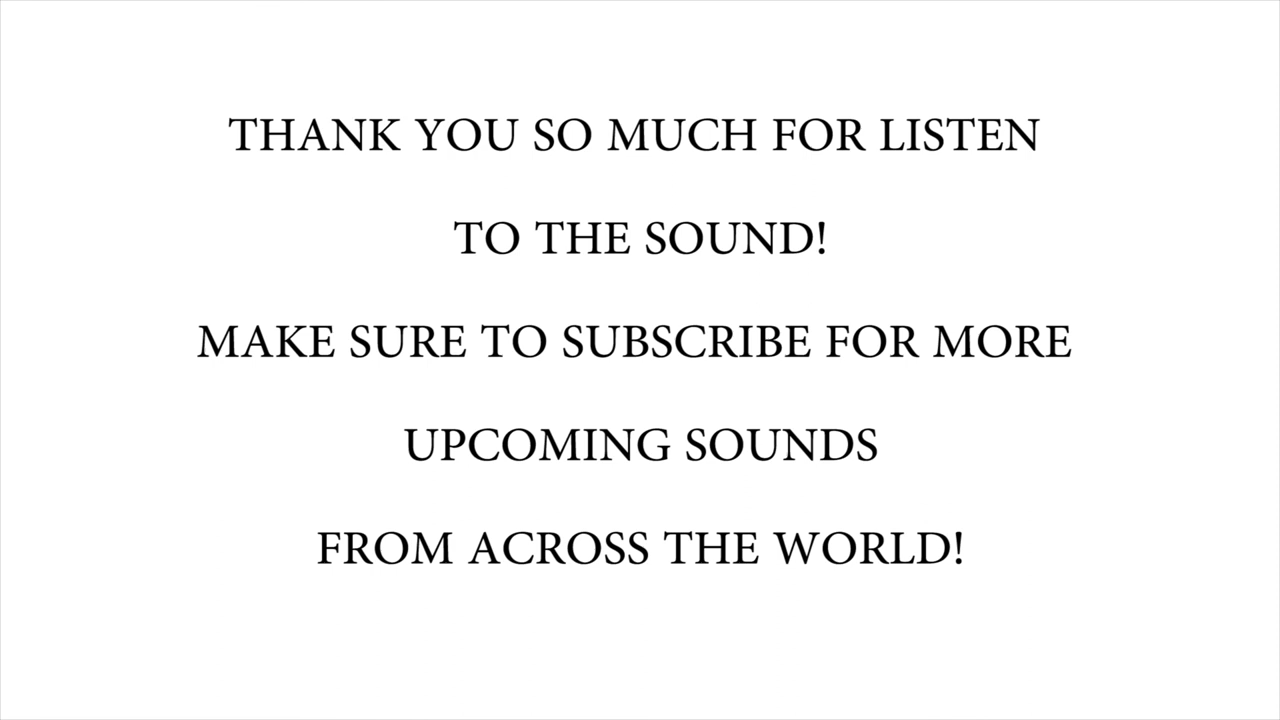 THANK YOU SO MUCH FOR LISTEN
TO THE SOUND!
MAKE SURE TO SUBSCRIBE FOR MORE
UPCOMING SOUNDS
FROM ACROSS THE WORLD!